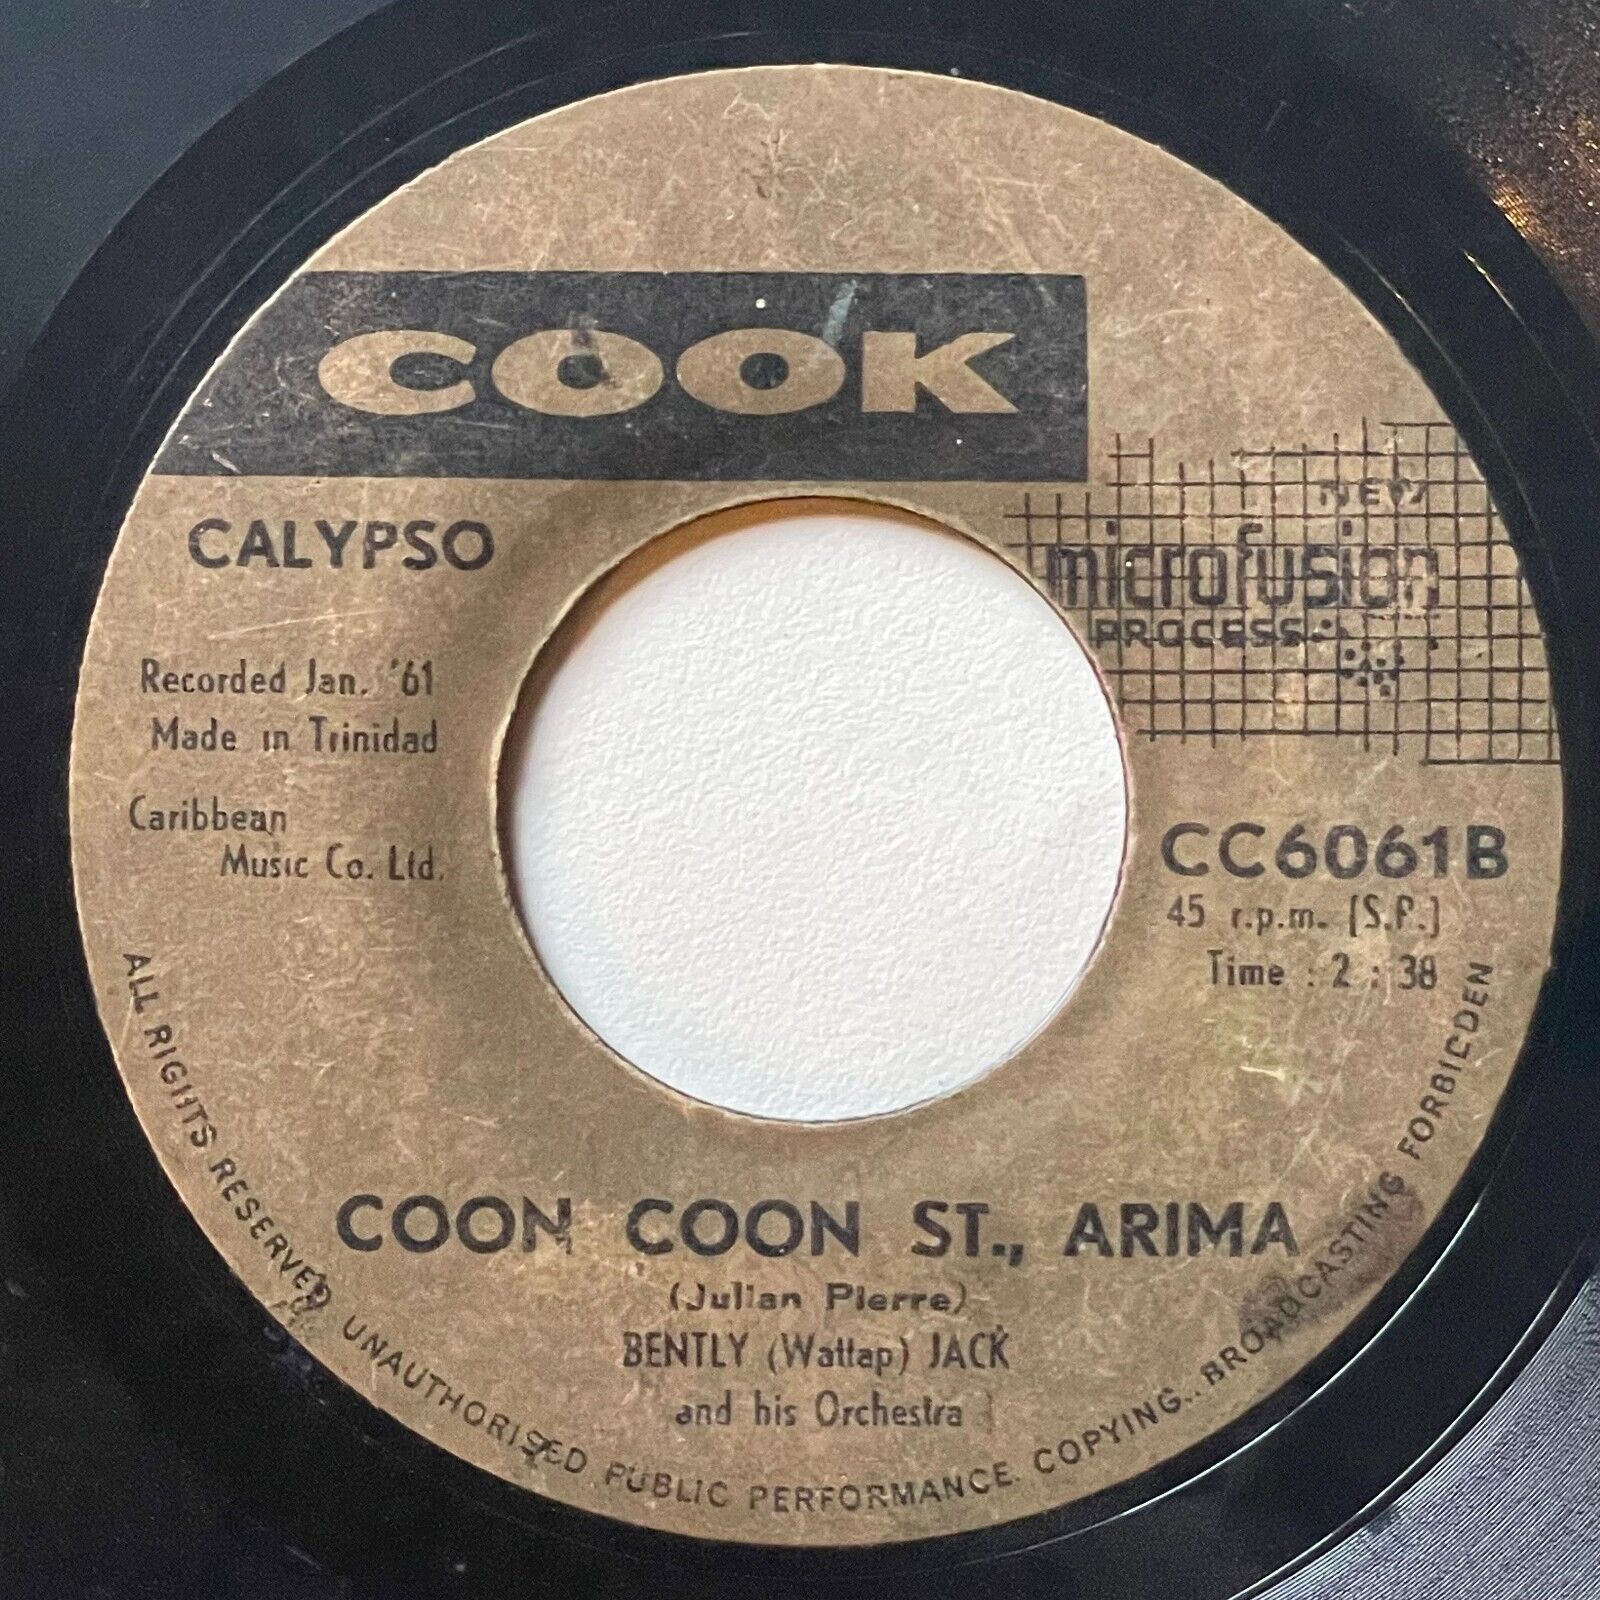 COOK
CALYPSO
NEW
microfusion
PROCESS
Recorded Jan. '61
Made in Trinidad
Caribbean
Music Co. Ltd.
CC6061B
45 r.p.m. [S.P.]
Time : 2 : 38
COON COON ST., ARIMA
(Julian Pierre)
BENTLY (Wattap) JACK
and his Orchestra
ALL RIGHTS RESERVED UNAUTHORISED PUBLIC PERFORMANCE. COPYING.. BROADCASTING FORBIDDEN